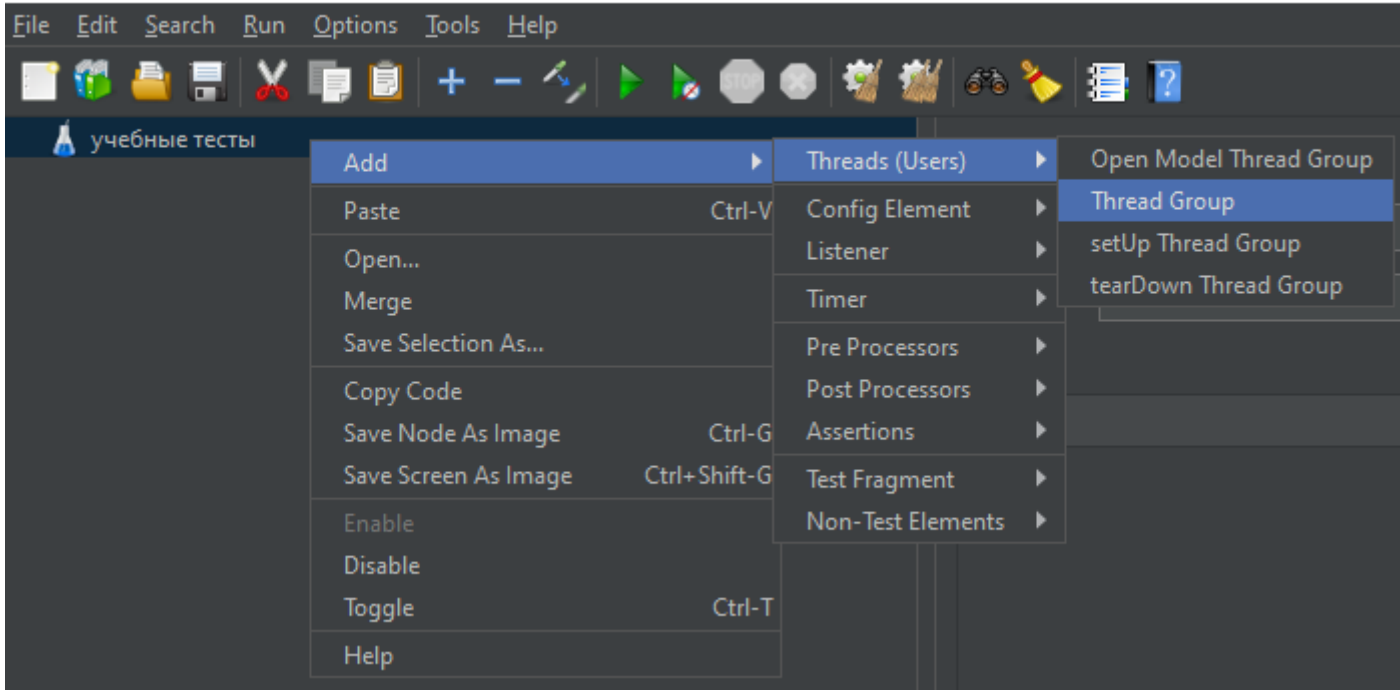 File Edit Search Run Options Tools Help
STOP
?
учебные тесты
Add
Paste Ctrl-V
Open...
Merge
Save Selection As...
Copy Code
Save Node As Image Ctrl-G
Save Screen As Image Ctrl+Shift-G
Enable
Disable
Toggle Ctrl-T
Help
Threads (Users)
Config Element
Listener
Timer
Pre Processors
Post Processors
Assertions
Test Fragment
Non-Test Elements
Open Model Thread Group
Thread Group
setUp Thread Group
tearDown Thread Group